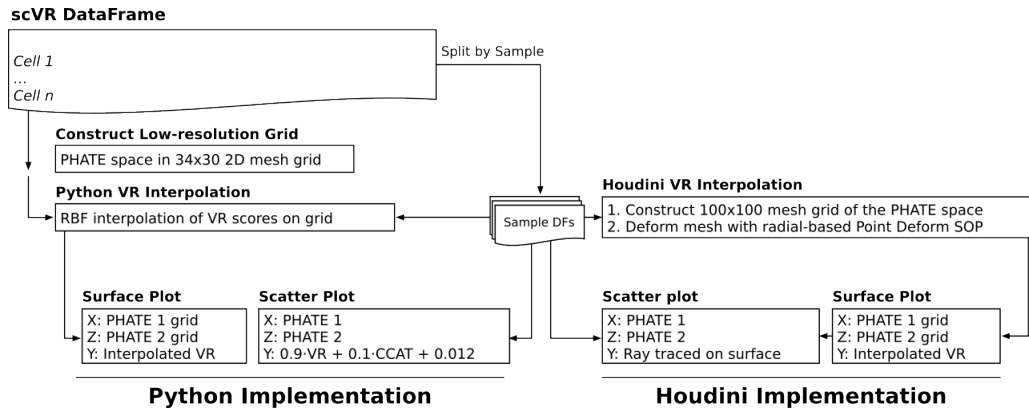 scVR DataFrame
Cell 1
...
Cell n
Split by Sample
Construct Low-resolution Grid
PHATE space in 34x30 2D mesh grid
Python VR Interpolation
RBF interpolation of VR scores on grid
Sample DFs
Houdini VR Interpolation
1. Construct 100x100 mesh grid of the PHATE space
2. Deform mesh with radial-based Point Deform SOP
Surface Plot
X: PHATE 1 grid
Z: PHATE 2 grid
Y: Interpolated VR
Scatter Plot
X: PHATE 1
Z: PHATE 2
Y: 0.9·VR + 0.1·CCAT + 0.012
Scatter plot
X: PHATE 1
Z: PHATE 2
Y: Ray traced on surface
Surface Plot
X: PHATE 1 grid
Z: PHATE 2 grid
Y: Interpolated VR
Python Implementation
Houdini Implementation